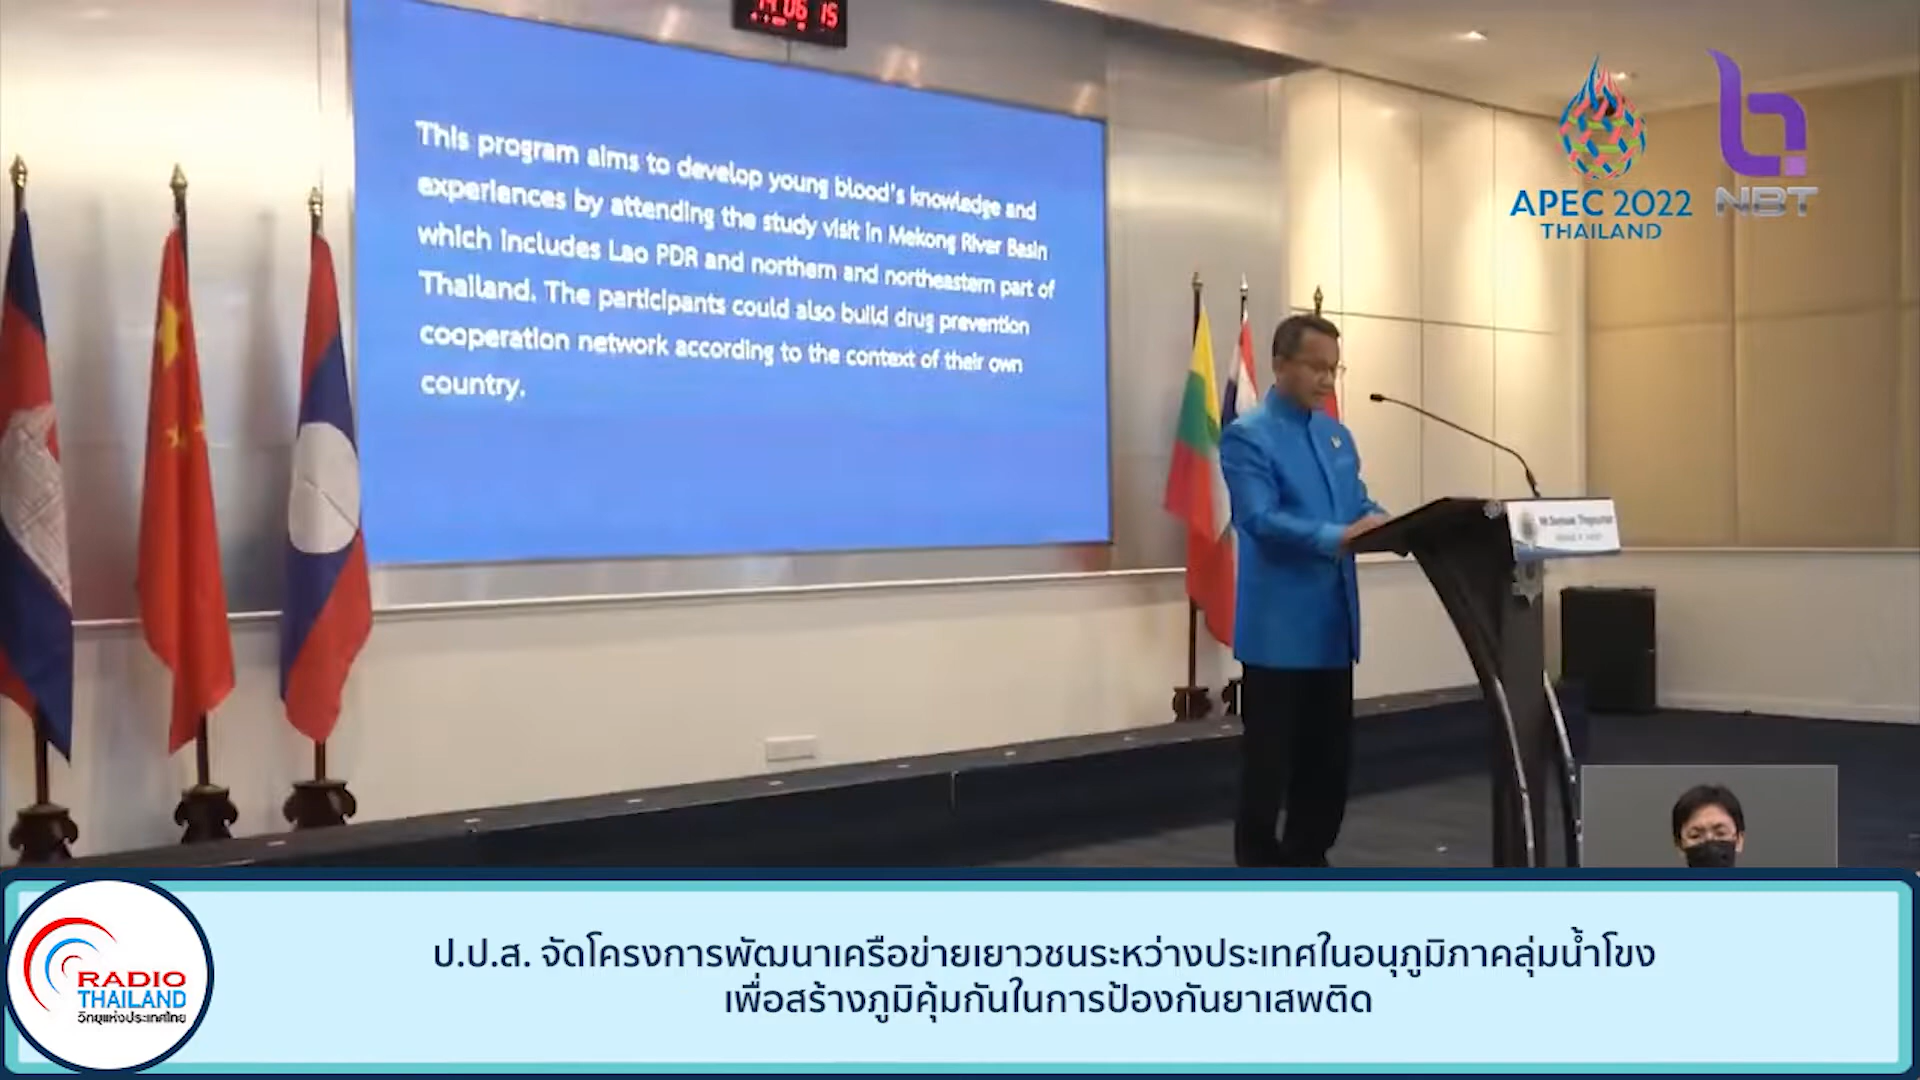 14 06 15
This program aims to develop young blood's knowledge and
experiences by attending the study visit in Mekong River Basin
which includes Lao PDR and northern and northeastern part of
Thailand. The participants could also build drug prevention
cooperation network according to the context of their own
country.
APEC 2022
THAILAND
NBT
RADIO
THAILAND
วิทยุแห่งประเทศไทย
ป.ป.ส. จัดโครงการพัฒนาเครือข่ายเยาวชนระหว่างประเทศในอนุภูมิภาคลุ่มน้ำโขง
เพื่อสร้างภูมิคุ้มกันในการป้องกันยาเสพติด